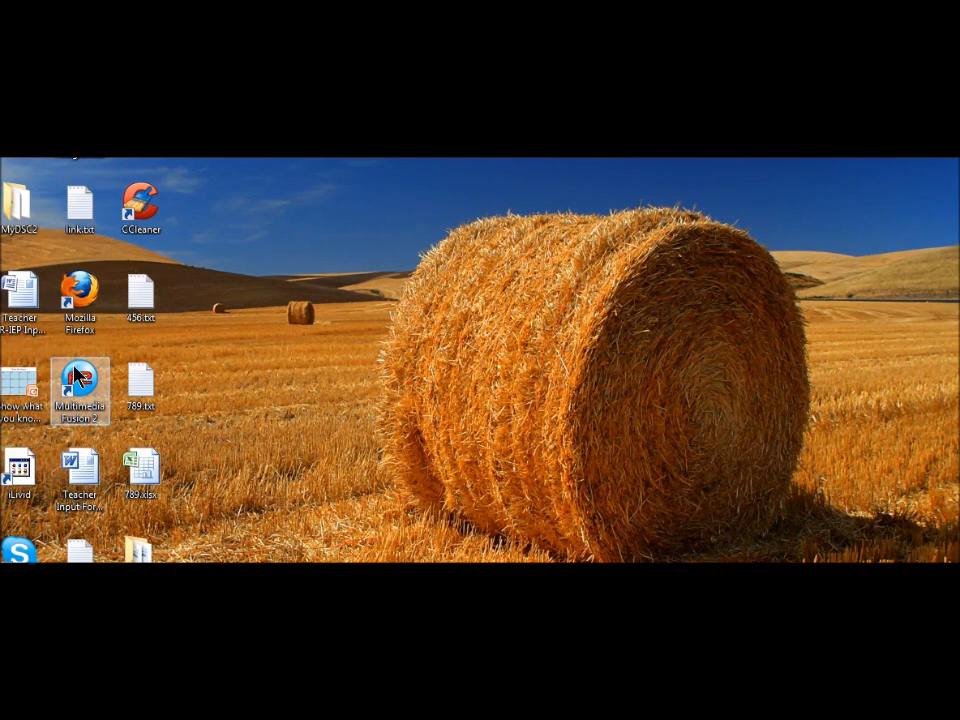 MyDSC2
link.txt
CCleaner
Teacher
R-IEP Inp...
Mozilla
Firefox
456.txt
how what
you kno...
Multimedia
Fusion 2
789.txt
iLivid
Teacher
Input For...
789.xlsx
S